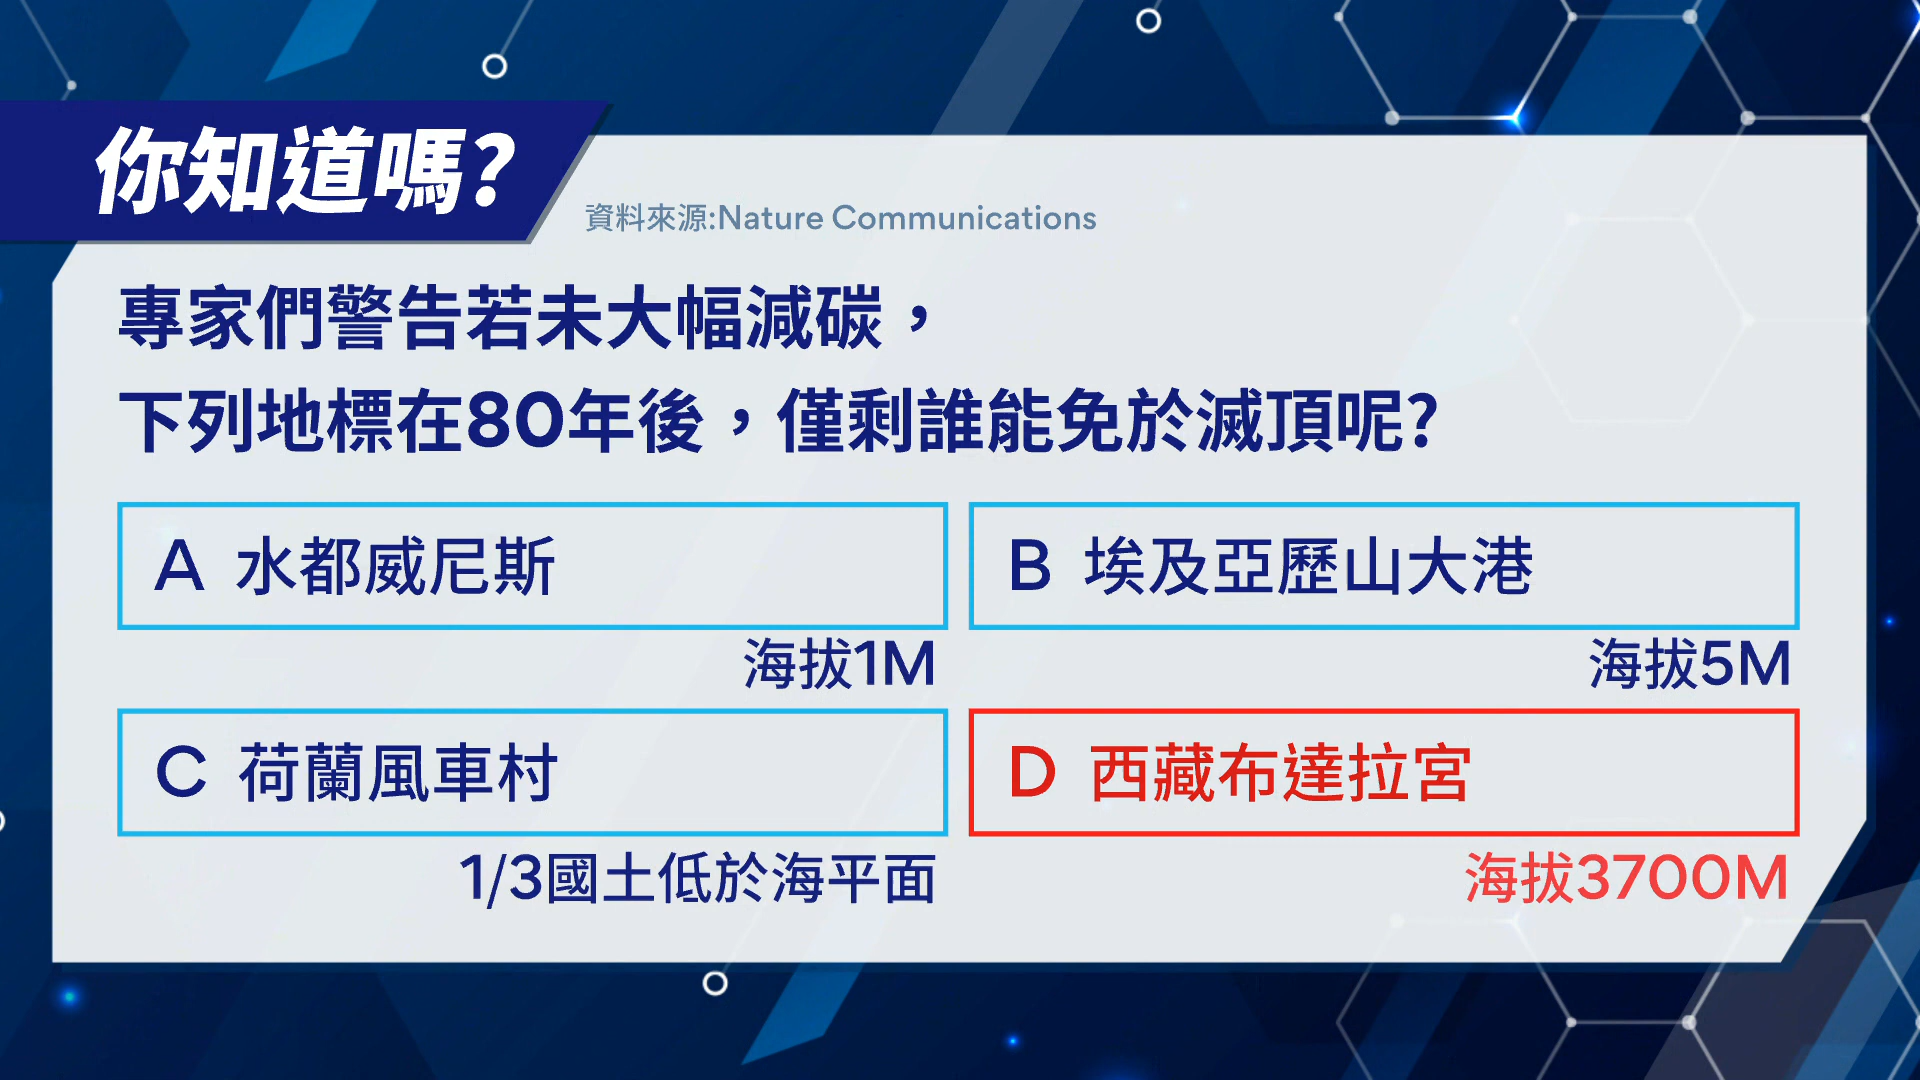 你知道嗎?
資料來源:Nature Communications
專家們警告若未大幅減碳，
下列地標在80年後，僅剩誰能免於滅頂呢?
A 水都威尼斯
B 埃及亞歷山大港
海拔1M
海拔5M
C 荷蘭風車村
D 西藏布達拉宮
1/3國土低於海平面
海拔3700M